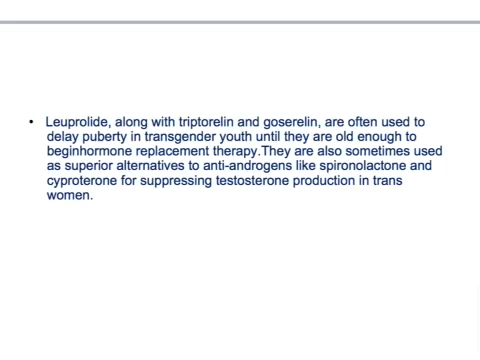 • Leuprolide, along with triptorelin and goserelin, are often used to
delay puberty in transgender youth until they are old enough to
beginhormone replacement therapy.They are also sometimes used
as superior alternatives to anti-androgens like spironolactone and
cyproterone for suppressing testosterone production in trans
women.